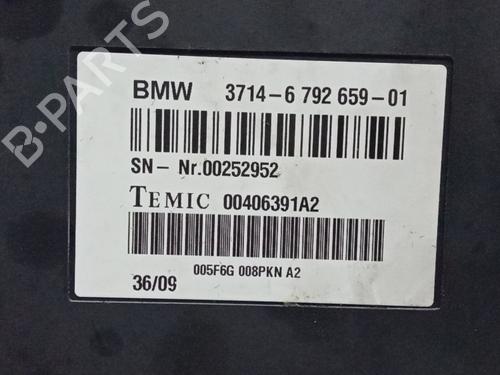 BMW 3714-6 792 659-01
SN- Nr.00252952
TEMIC 00406391A2
005F6G 008PKN A2
36/09
B-PARTS